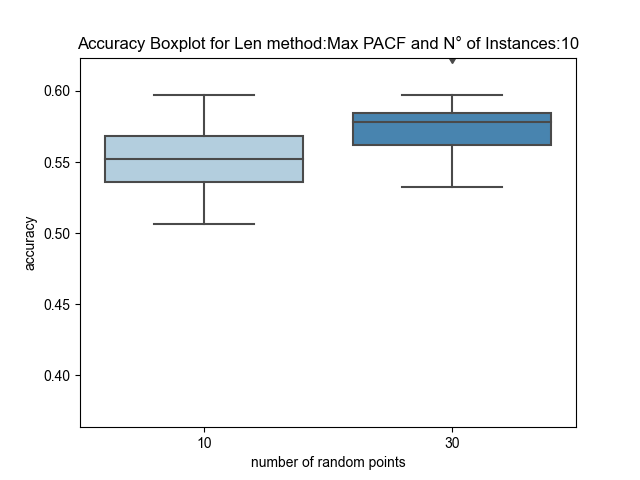 Accuracy Boxplot for Len method:Max PACF and N° of Instances:10
0.60
0.55
0.50
0.45
0.40
accuracy
10
30
number of random points